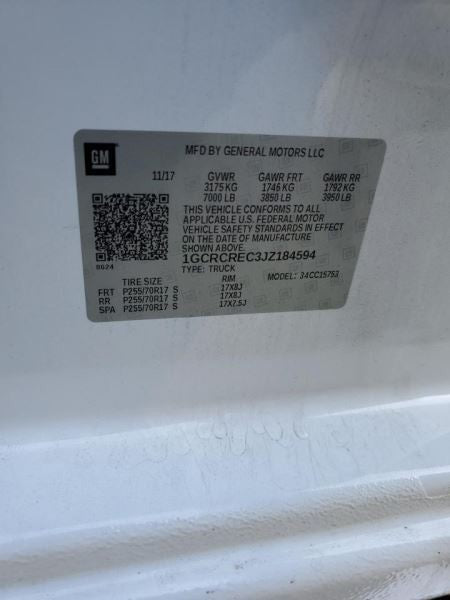 GM
MFD BY GENERAL MOTORS LLC
11/17 GVWR GAWR FRT GAWR RR
3175 KG 1746 KG 1792 KG
7000 LB 3850 LB 3950 LB
THIS VEHICLE CONFORMS TO ALL
APPLICABLE U.S. FEDERAL MOTOR
VEHICLE SAFETY STANDARDS IN EFFECT
ON THE DATE OF MANUFACTURE
SHOWN ABOVE.
1GCRCREC3JZ184594
TYPE: TRUCK MODEL: 34CC15753
TIRE SIZE RIM
FRT P255/70R17 S 17X8J
RR P255/70R17 S 17X8J
SPA P255/70R17 S 17X7.5J